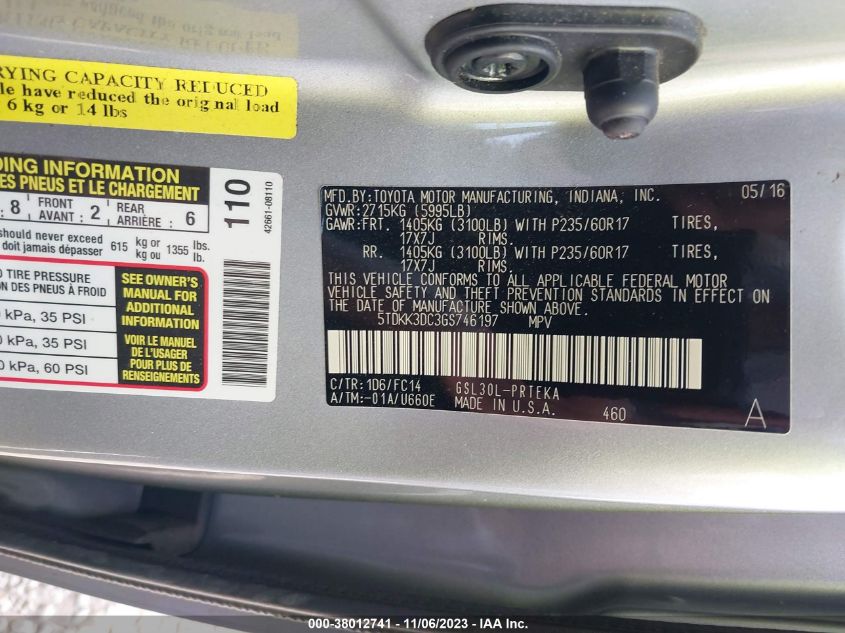 RYING CAPACITY REDUCED
le have reduced the original load
6 kg or 14 lbs
DING INFORMATION
ES PNEUS ET LE CHARGEMENT
: 8 FRONT AVANT : 2 REAR ARRIÈRE : 6
should never exceed
doit jamais dépasser 615 kg or kg ou 1355 lbs. lb.
TIRE PRESSURE
ON DES PNEUS À FROID
kPa, 35 PSI
kPa, 35 PSI
0 kPa, 60 PSI
SEE OWNER'S
MANUAL FOR
ADDITIONAL
INFORMATION
VOIR LE MANUEL
DE L'USAGER
POUR PLUS DE
RENSEIGNEMENTS
110
42661-08110
MFD.BY:TOYOTA MOTOR MANUFACTURING, INDIANA, INC. 05/16
GVWR:2715KG (5995LB)
GAWR:FRT. 1405KG (3100LB) WITH P235/60R17 TIRES,
17X7J RIMS.
RR. 1405KG (3100LB) WITH P235/60R17 TIRES,
17X7J RIMS.
THIS VEHICLE CONFORMS TO ALL APPLICABLE FEDERAL MOTOR
VEHICLE SAFETY AND THEFT PREVENTION STANDARDS IN EFFECT ON
THE DATE OF MANUFACTURE SHOWN ABOVE.
5TDKK3DC3GS746197 MPV
C/TR:1D6/FC14 GSL30L-PRTEKA
A/TM:-01A/U660E MADE IN U.S.A. 460 A
000-38012741 - 11/06/2023 - IAA Inc.